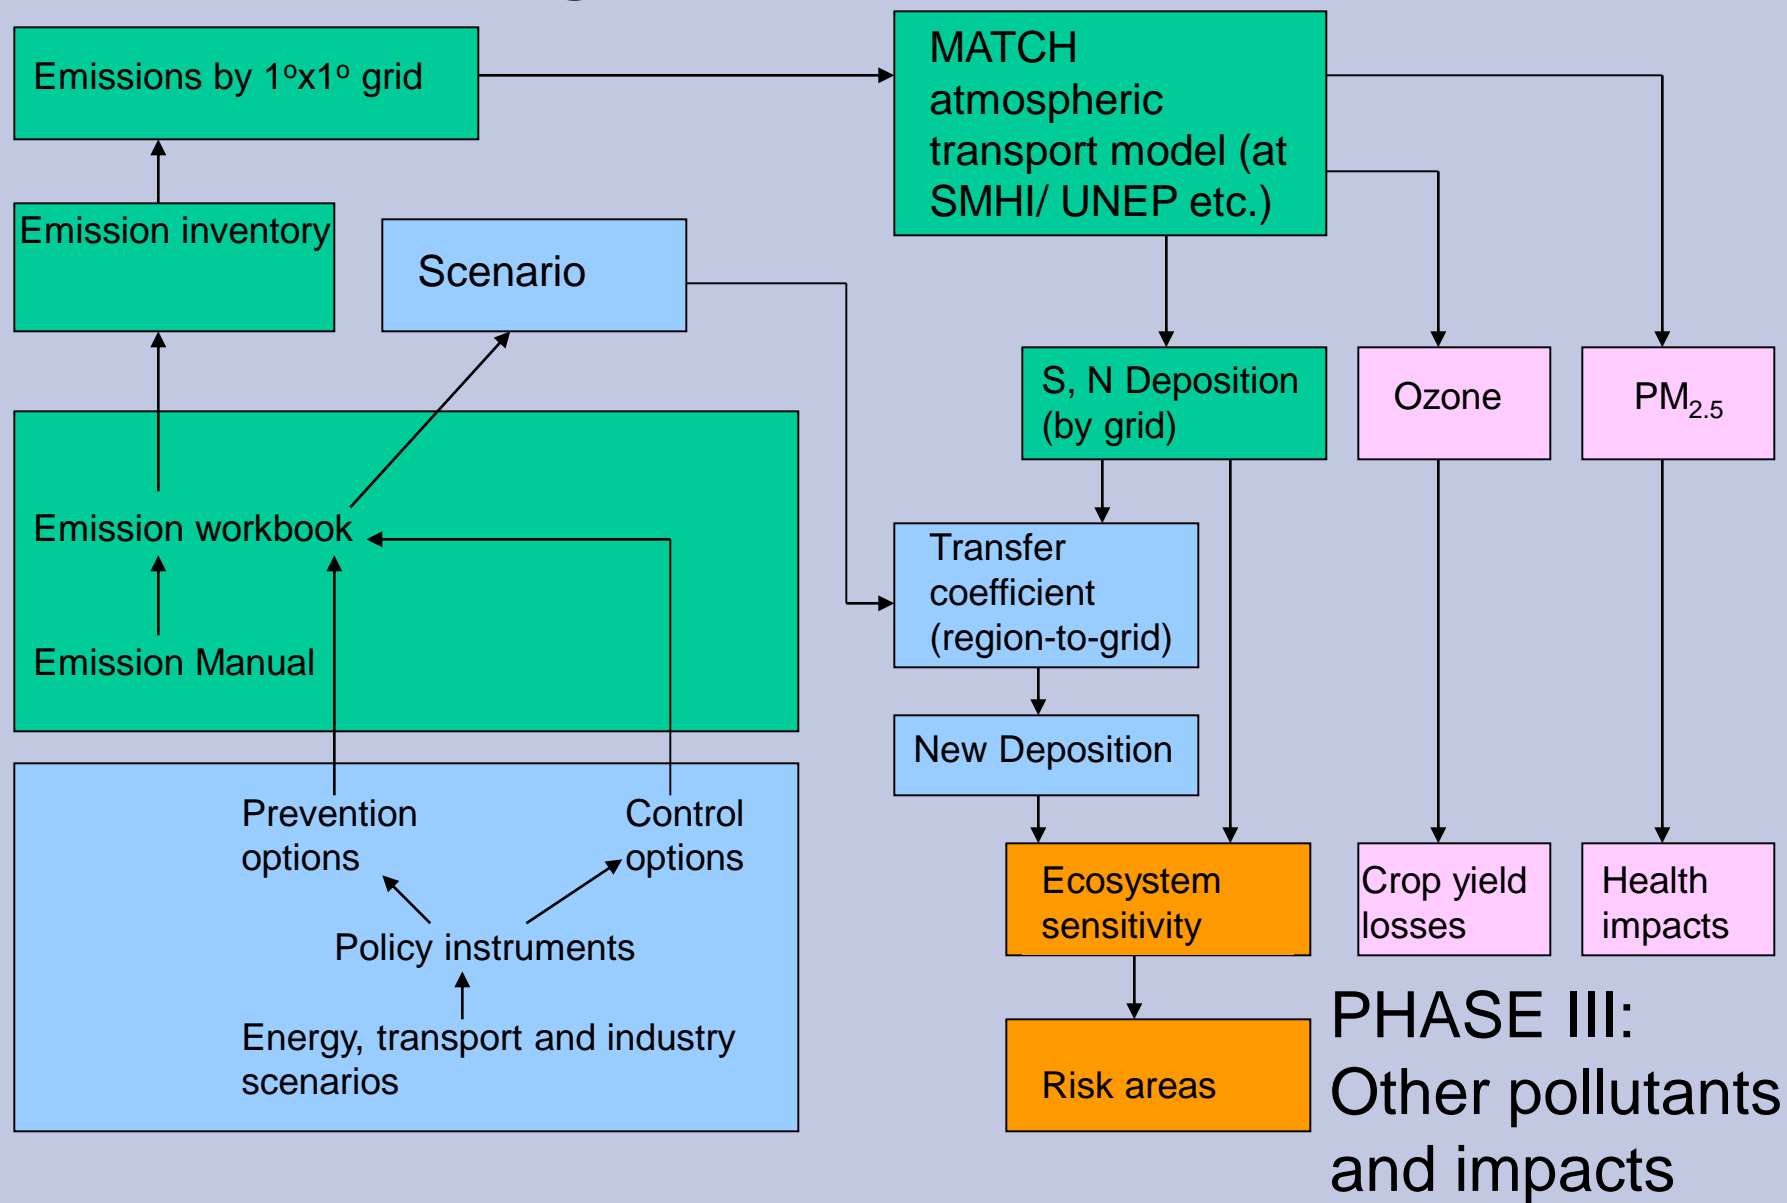 Emissions by 1ºx1º grid
MATCH
atmospheric
transport model (at
SMHI/ UNEP etc.)
Emission inventory
Scenario
S, N Deposition
(by grid)
Ozone
PM2.5
Emission workbook
Emission Manual
Transfer
coefficient
(region-to-grid)
New Deposition
Prevention
options
Control
options
Policy instruments
Energy, transport and industry
scenarios
Ecosystem
sensitivity
Crop yield
losses
Health
impacts
Risk areas
PHASE III:
Other pollutants
and impacts